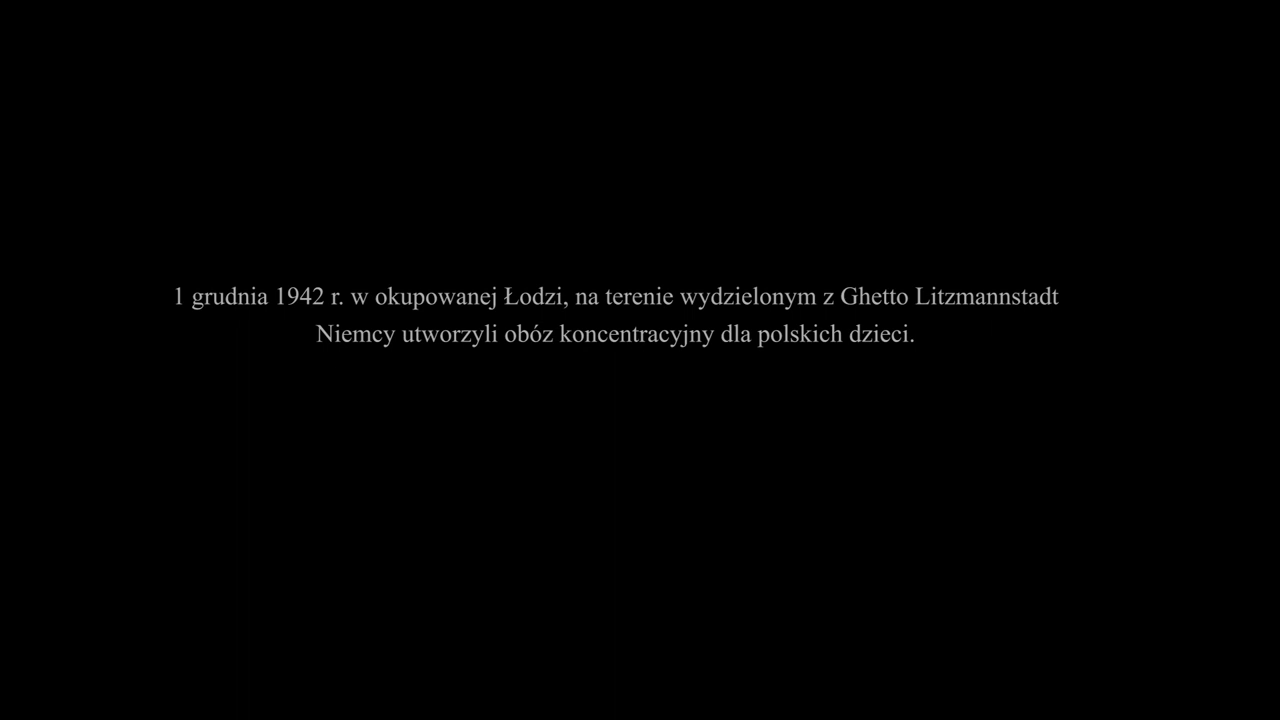 1 grudnia 1942 r. w okupowanej Łodzi, na terenie wydzielonym z Ghetto Litzmannstadt
Niemcy utworzyli obóz koncentracyjny dla polskich dzieci.